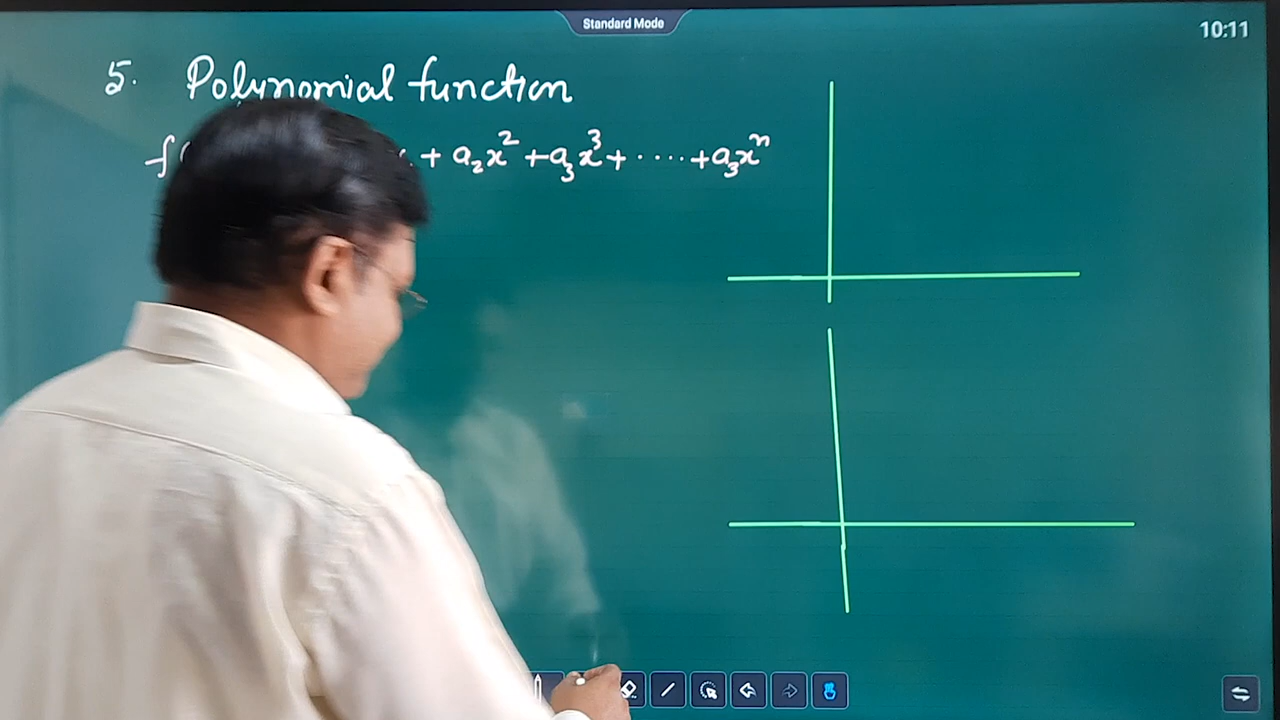 Standard Mode
10:11
5. Polynomial function
f( + a₂x² + a₃x³ + ····· + a₃xⁿ